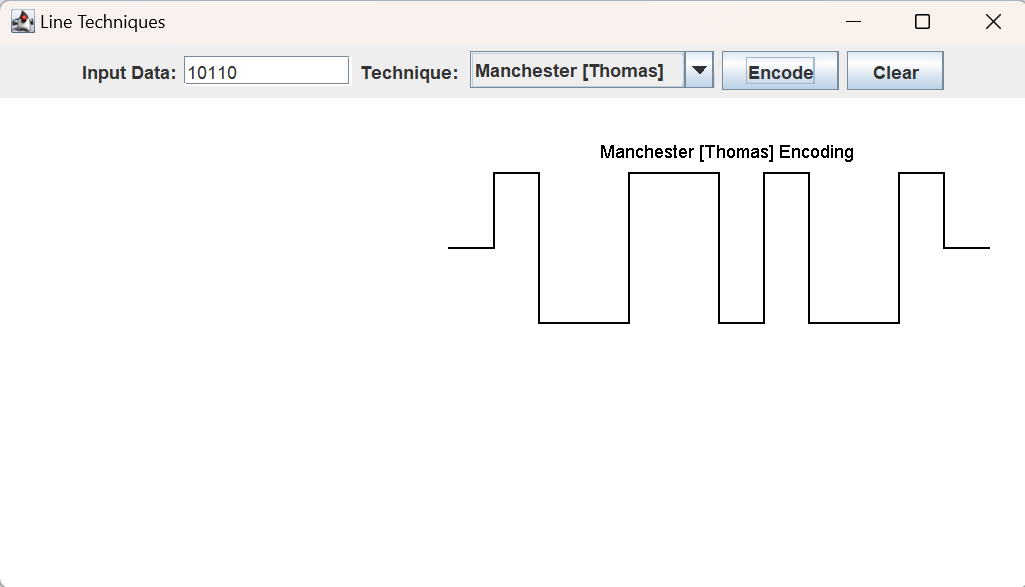 Line Techniques
Input Data: 10110 Technique: Manchester [Thomas] Encode Clear
Manchester [Thomas] Encoding